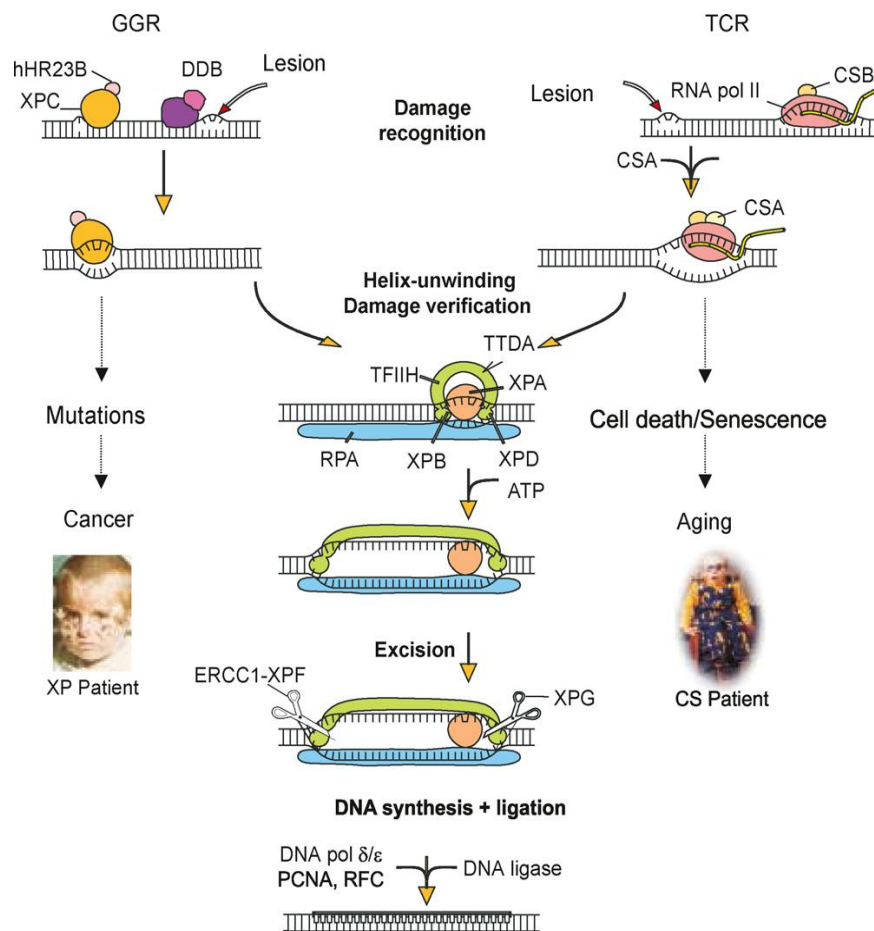 GGR
TCR
hHR23B
DDB
Lesion
XPC
CSB
RNA pol II
Lesion
Damage
recognition
CSA
CSA
Helix-unwinding
Damage verification
TTDA
TFIIH
XPA
Mutations
Cell death/Senescence
RPA
XPB
XPD
ATP
Cancer
Aging
Excision
ERCC1-XPF
XPG
XP Patient
CS Patient
DNA synthesis + ligation
DNA pol δ/ε
PCNA, RFC
DNA ligase